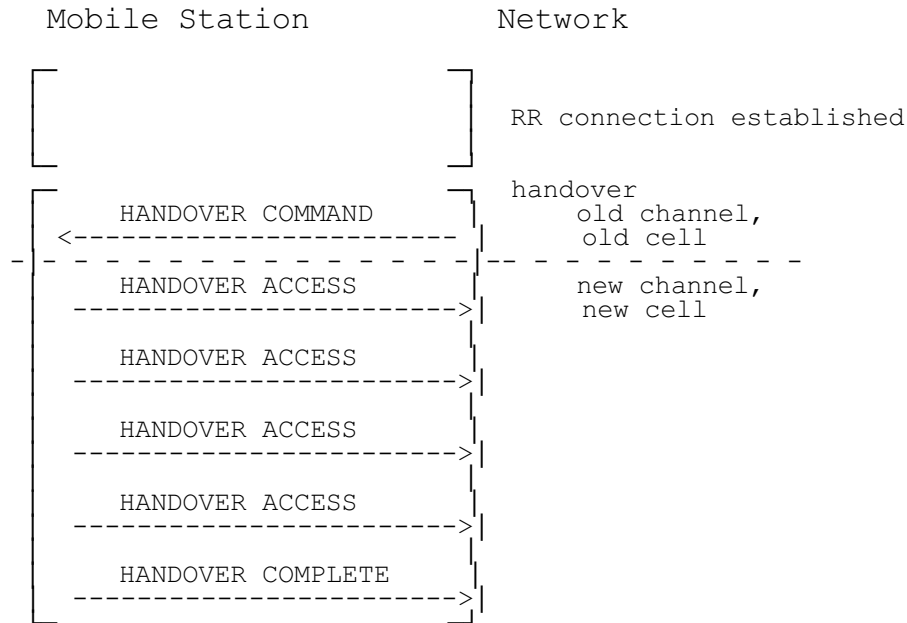 Mobile Station Network
RR connection established
handover
HANDOVER COMMAND old channel,
old cell
HANDOVER ACCESS new channel,
new cell
HANDOVER ACCESS
HANDOVER ACCESS
HANDOVER ACCESS
HANDOVER COMPLETE